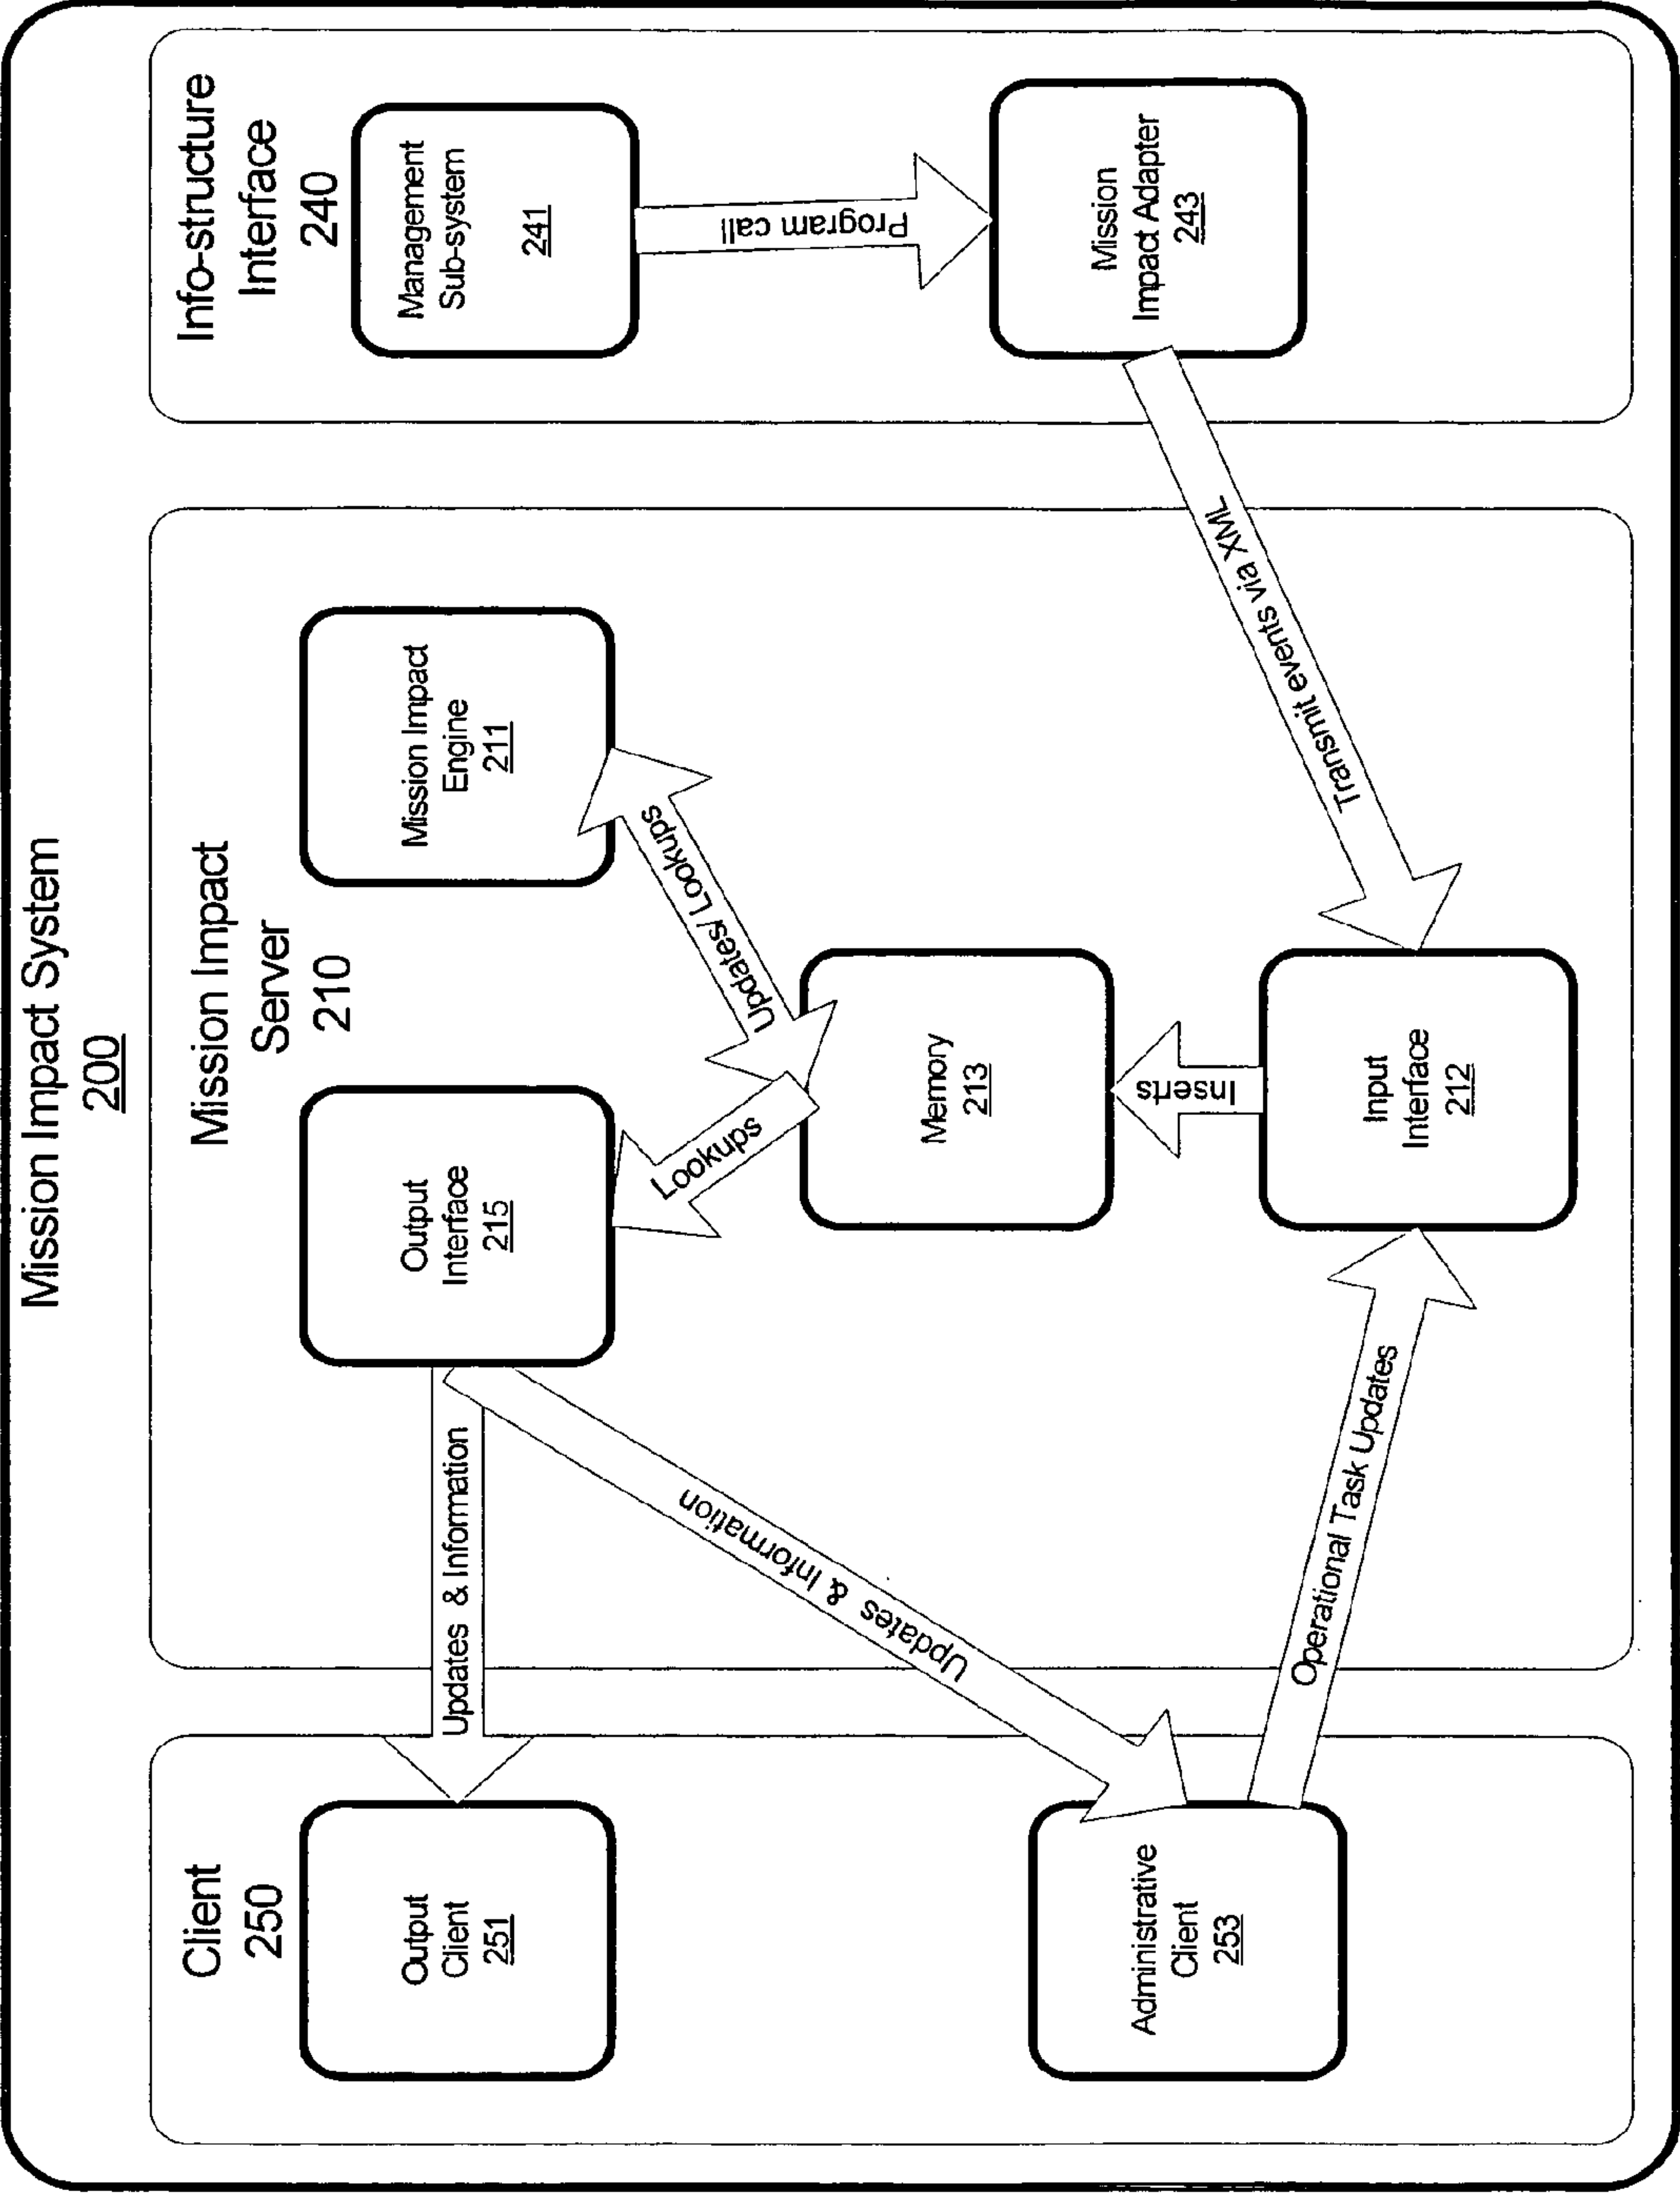 Mission Impact System
200
Client
250
Output
Client
251
Administrative
Client
253
Mission Impact
Server
210
Output
Interface
215
Mission Impact
Engine
211
Memory
213
Input
Interface
212
Info-structure
Interface
240
Management
Sub-system
241
Mission
Impact Adapter
243
Updates & Information
Updates & Information
Operational Task Updates
Lookups
Updates/ Lookups
Inserts
Transmit events via XML
Program call